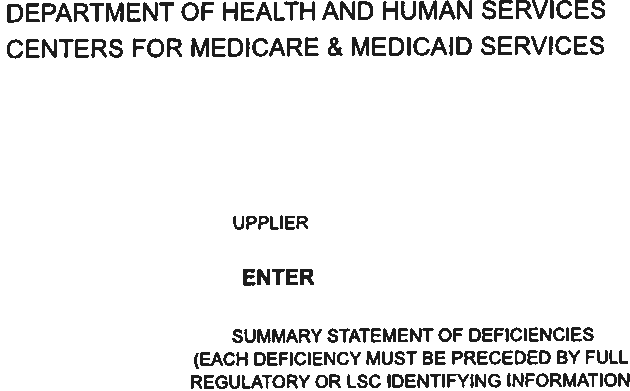 DEPARTMENT OF HEALTH AND HUMAN SERVICES
CENTERS FOR MEDICARE & MEDICAID SERVICES
UPPLIER
ENTER
SUMMARY STATEMENT OF DEFICIENCIES
(EACH DEFICIENCY MUST BE PRECEDED BY FULL
REGULATORY OR LSC IDENTIFYING INFORMATION